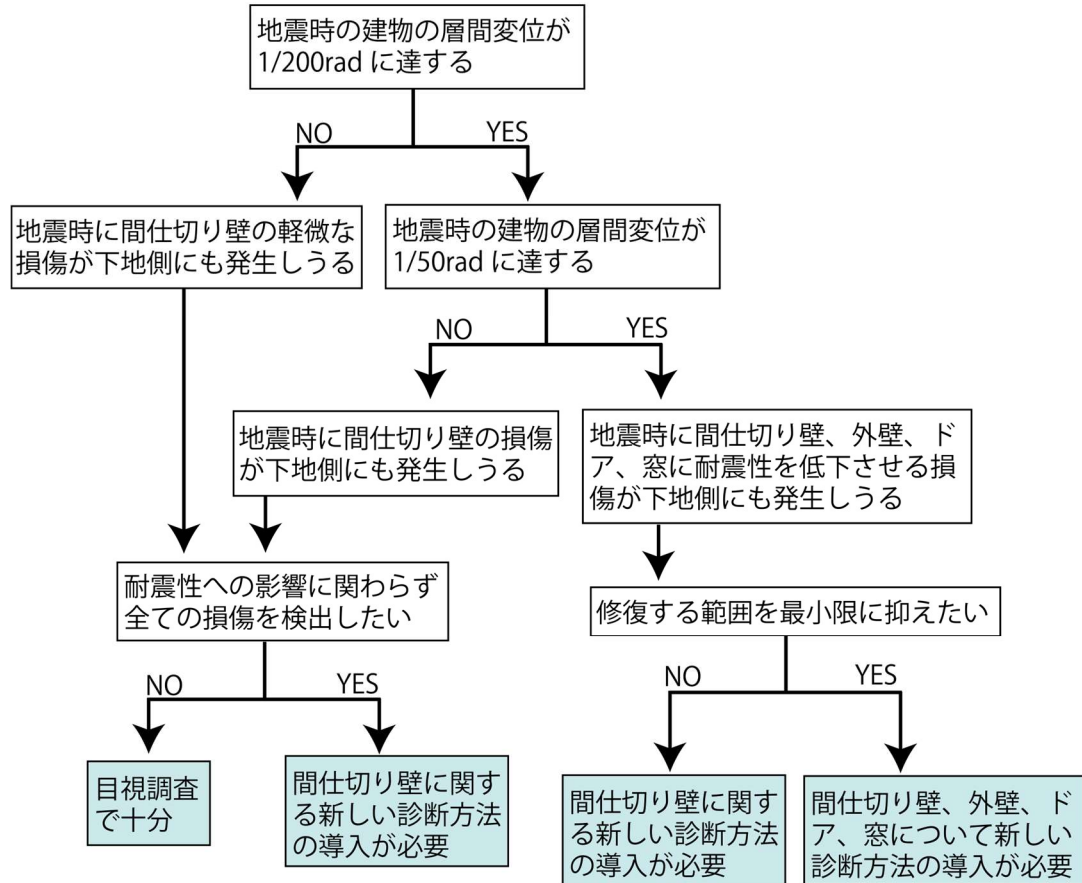 地震時の建物の層間変位が
1/200rad に達する
NO
YES
地震時に間仕切り壁の軽微な
損傷が下地側にも発生しうる
地震時の建物の層間変位が
1/50rad に達する
NO
YES
地震時に間仕切り壁の損傷
が下地側にも発生しうる
地震時に間仕切り壁、外壁、ド
ア、窓に耐震性を低下させる損
傷が下地側にも発生しうる
耐震性への影響に関わらず
全ての損傷を検出したい
修復する範囲を最小限に抑えたい
NO
YES
NO
YES
目視調査
で十分
間仕切り壁に関す
る新しい診断方法
の導入が必要
間仕切り壁に関す
る新しい診断方法
の導入が必要
間仕切り壁、外壁、ド
ア、窓について新しい
診断方法の導入が必要